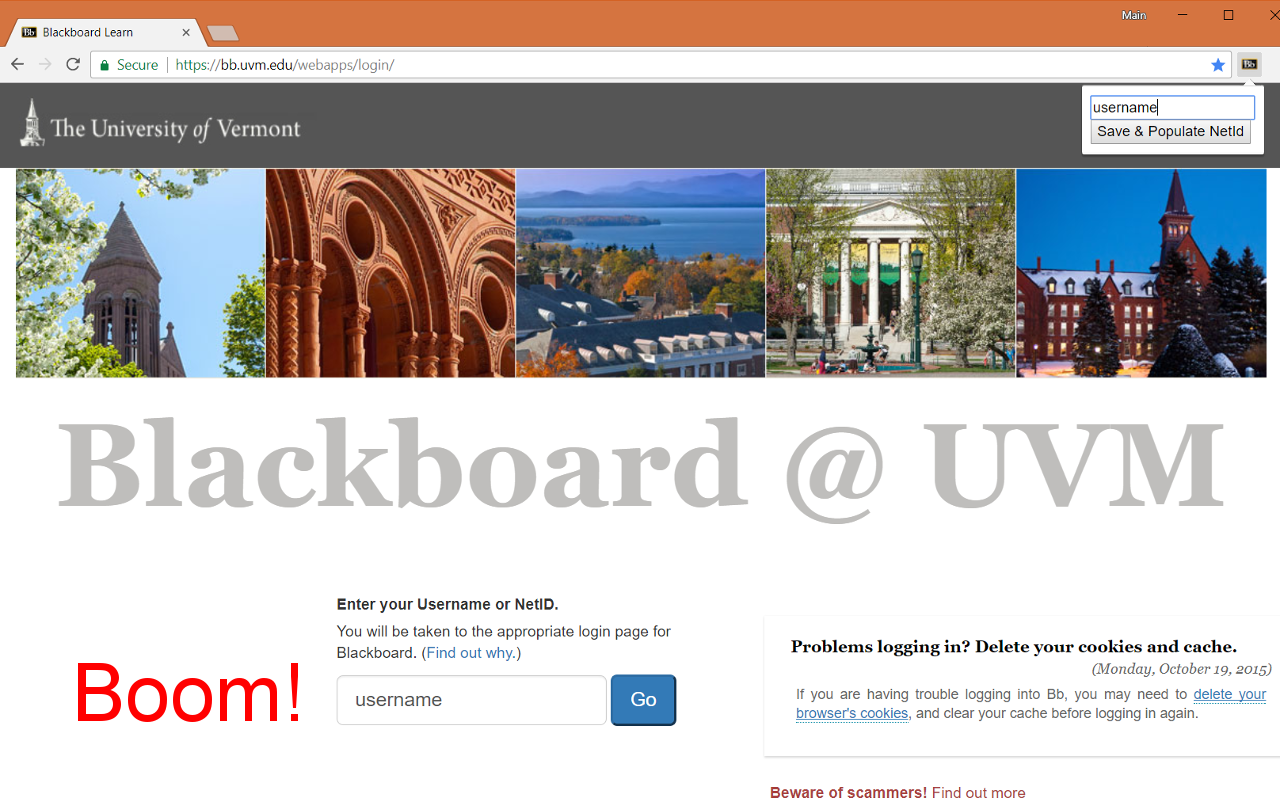 Main
Bb Blackboard Learn
Secure https://bb.uvm.edu/webapps/login/
Bb
The University of Vermont
username
Save & Populate NetId
Blackboard @ UVM
Enter your Username or NetID.
You will be taken to the appropriate login page for
Blackboard. (Find out why.)
Boom!
username
Go
Problems logging in? Delete your cookies and cache.
(Monday, October 19, 2015)
If you are having trouble logging into Bb, you may need to delete your
browser's cookies, and clear your cache before logging in again.
Beware of scammers! Find out more